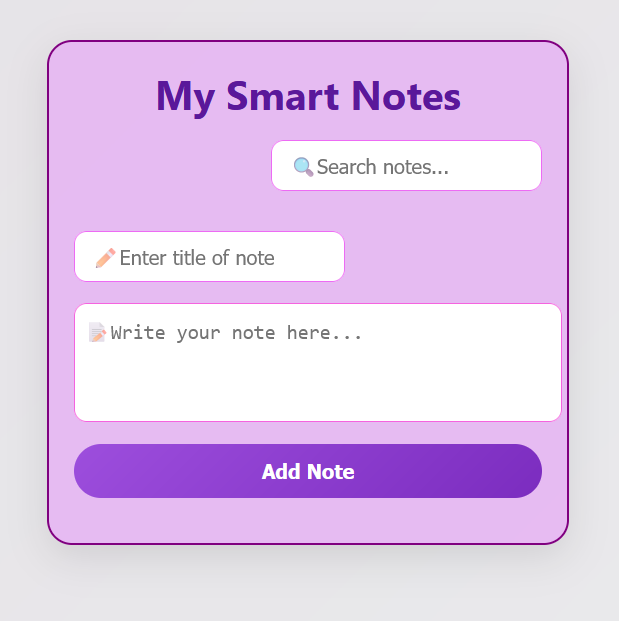 My Smart Notes
🔍Search notes...
✏️Enter title of note
📝Write your note here...
Add Note